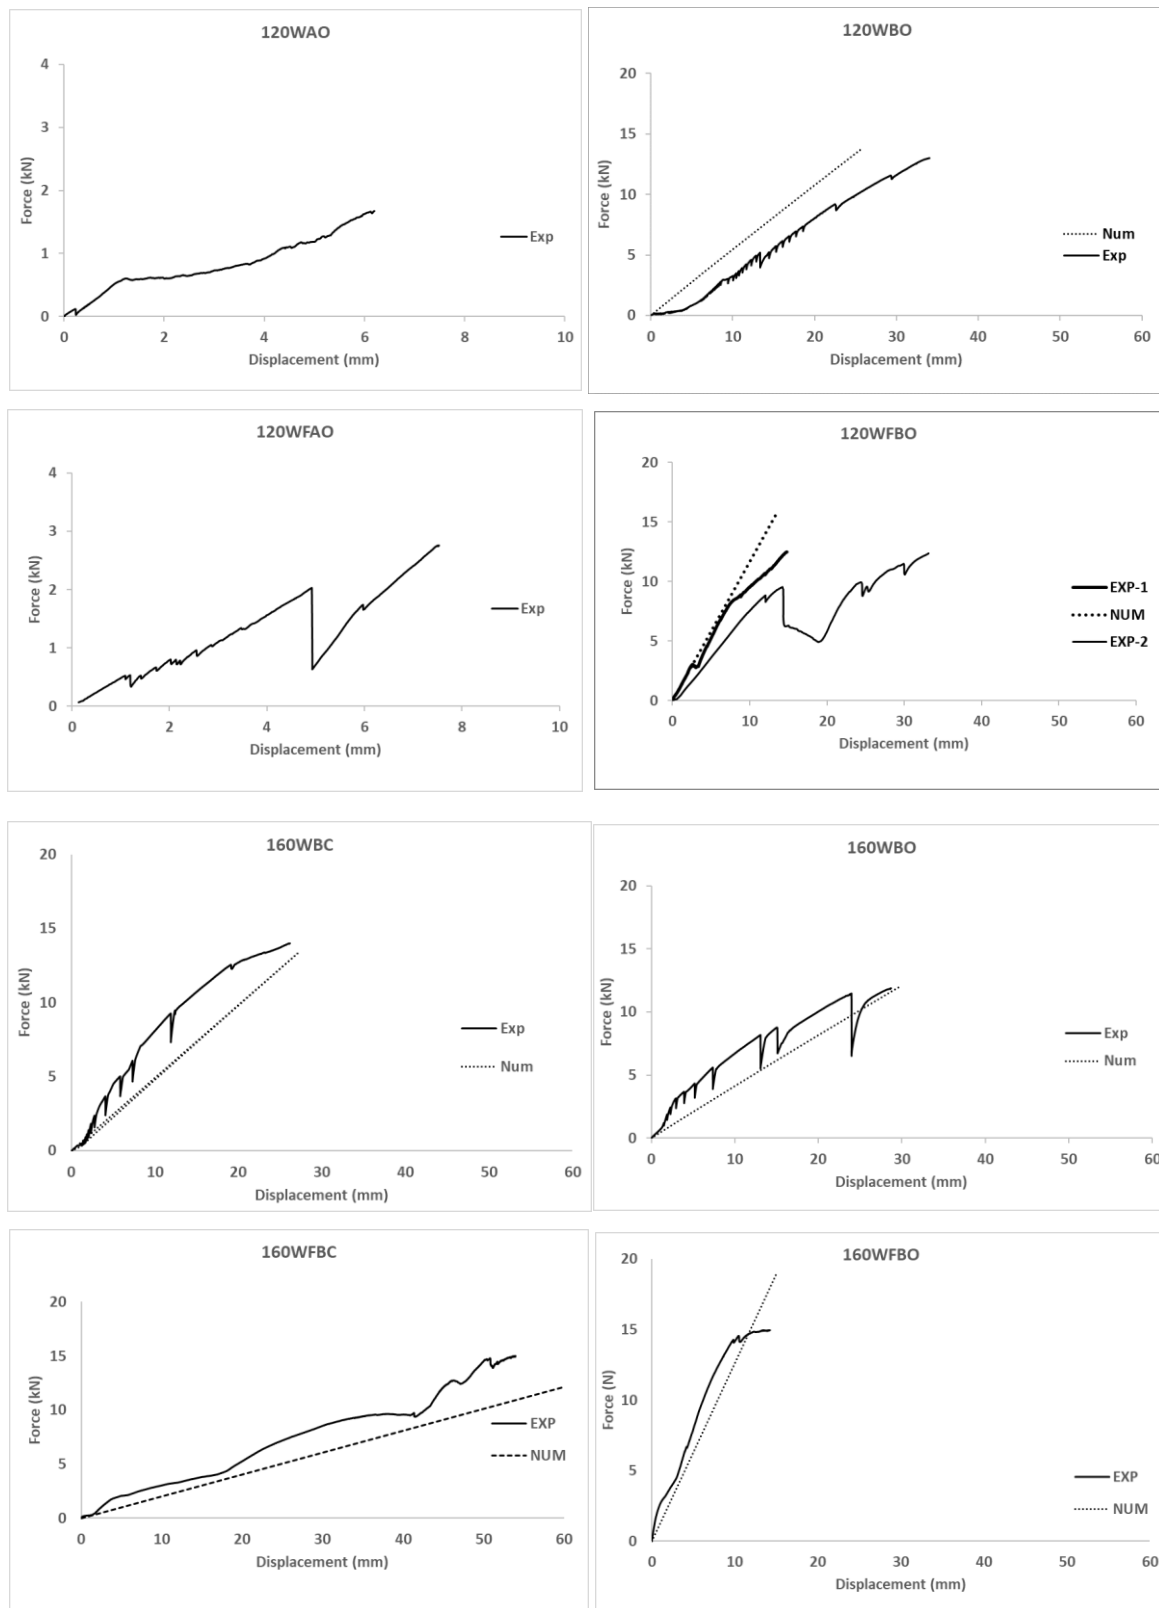 120WAO
4
3
2
1
0
Force (kN)
0 2 4 6 8 10
Displacement (mm)
Exp
120WBO
20
15
10
5
0
Force (kN)
0 10 20 30 40 50 60
Displacement (mm)
Num
Exp
120WFAO
4
3
2
1
0
Force (kN)
0 2 4 6 8 10
Displacement (mm)
Exp
120WFBO
20
15
10
5
0
Force (kN)
0 10 20 30 40 50 60
Displacement (mm)
EXP-1
NUM
EXP-2
160WBC
20
15
10
5
0
Force (kN)
0 10 20 30 40 50 60
Displacement (mm)
Exp
Num
160WBO
20
15
10
5
0
Force (kN)
0 10 20 30 40 50 60
Displacement (mm)
Exp
Num
160WFBC
20
15
10
5
0
Force (kN)
0 10 20 30 40 50 60
Displacement (mm)
EXP
NUM
160WFBO
20
15
10
5
0
Force (N)
0 10 20 30 40 50 60
Displacement (mm)
EXP
NUM